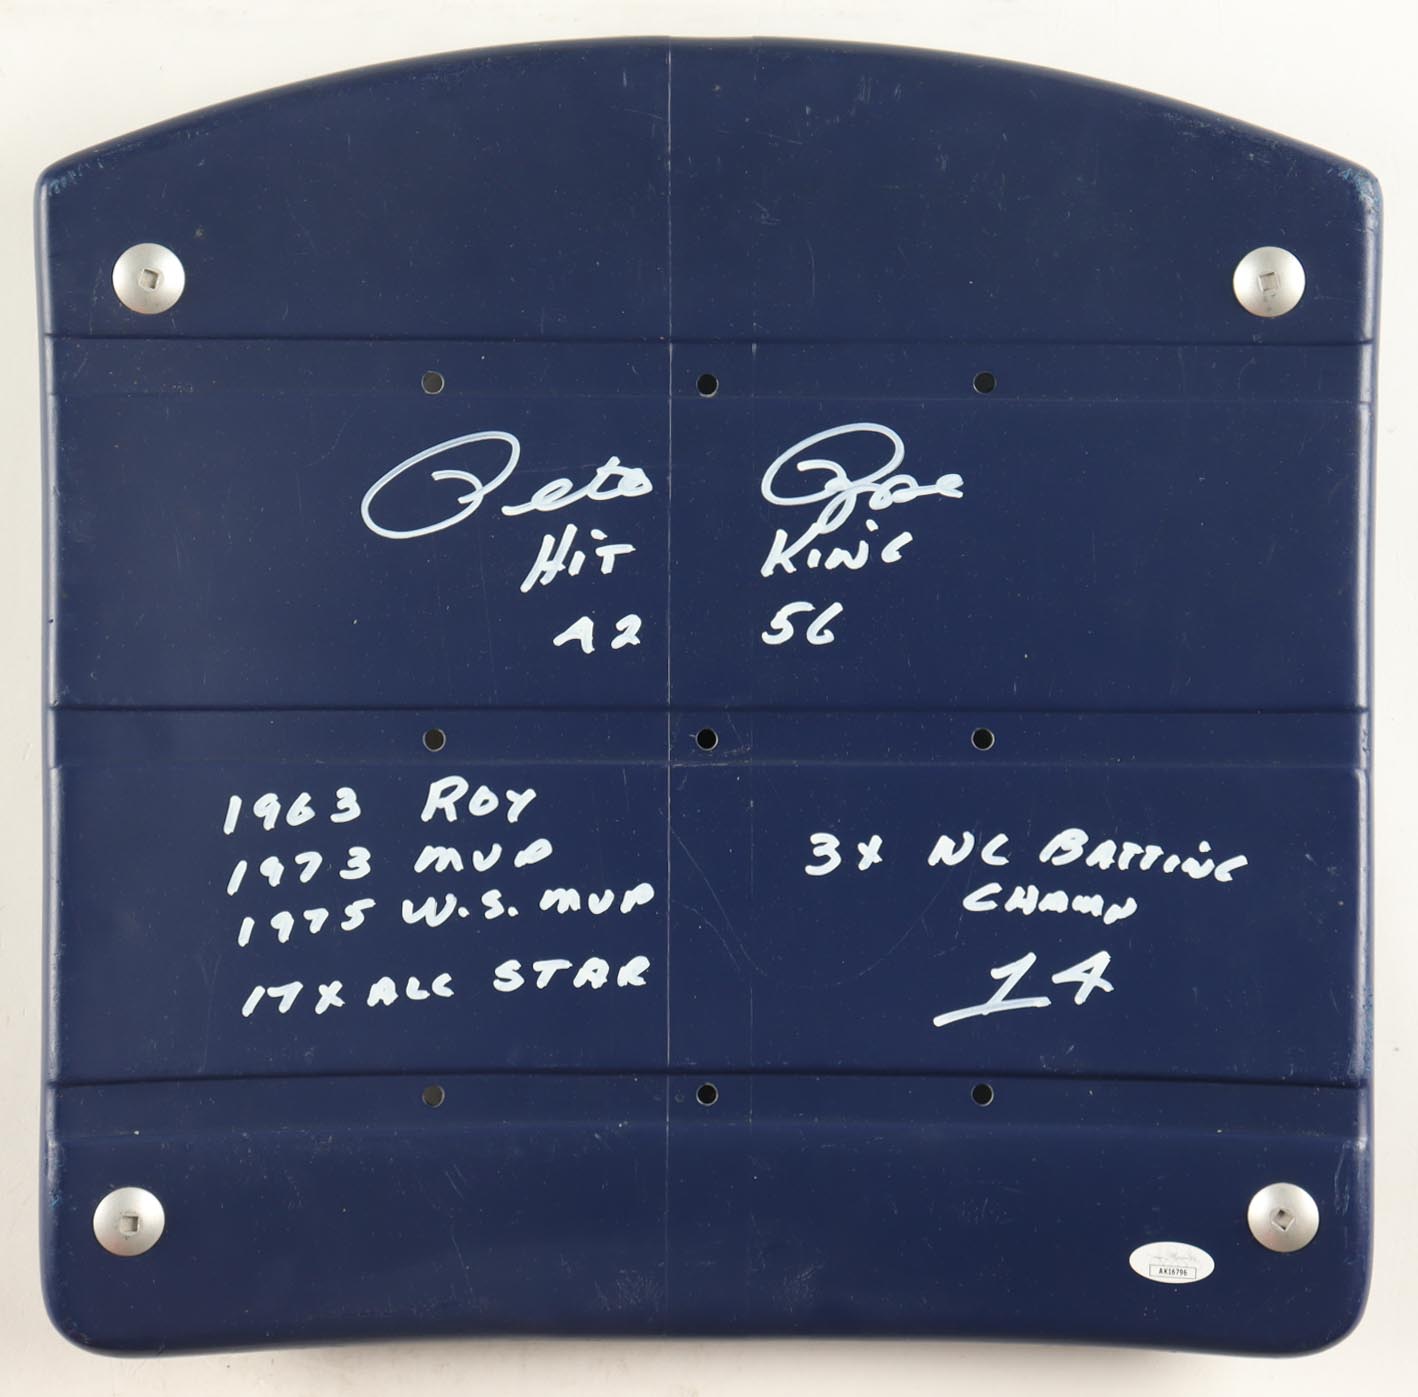 Pete Rose
HIT KING
42 56
1963 ROY
1973 MVP
1975 W.S. MVP
17X ALL STAR
3X NL BATTING
CHAMP
14
AX16796